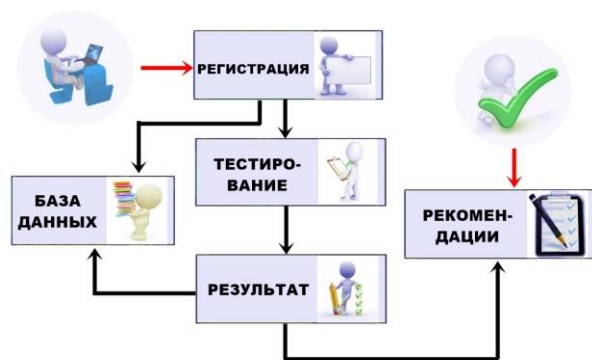 РЕГИСТРАЦИЯ
ТЕСТИРО-
ВАНИЕ
БАЗА
ДАННЫХ
РЕКОМЕН-
ДАЦИИ
РЕЗУЛЬТАТ